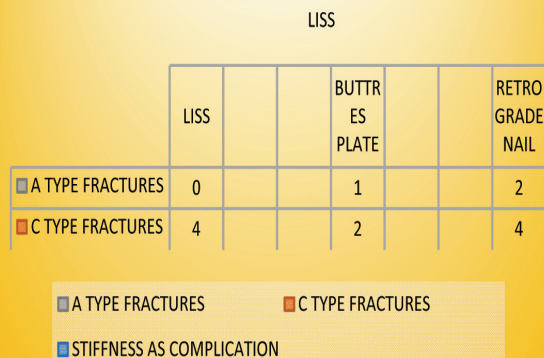 LISS
LISS
BUTTR
ES
PLATE
RETRO
GRADE
NAIL
A TYPE FRACTURES 0 1 2
C TYPE FRACTURES 4 2 4
A TYPE FRACTURES C TYPE FRACTURES
STIFFNESS AS COMPLICATION